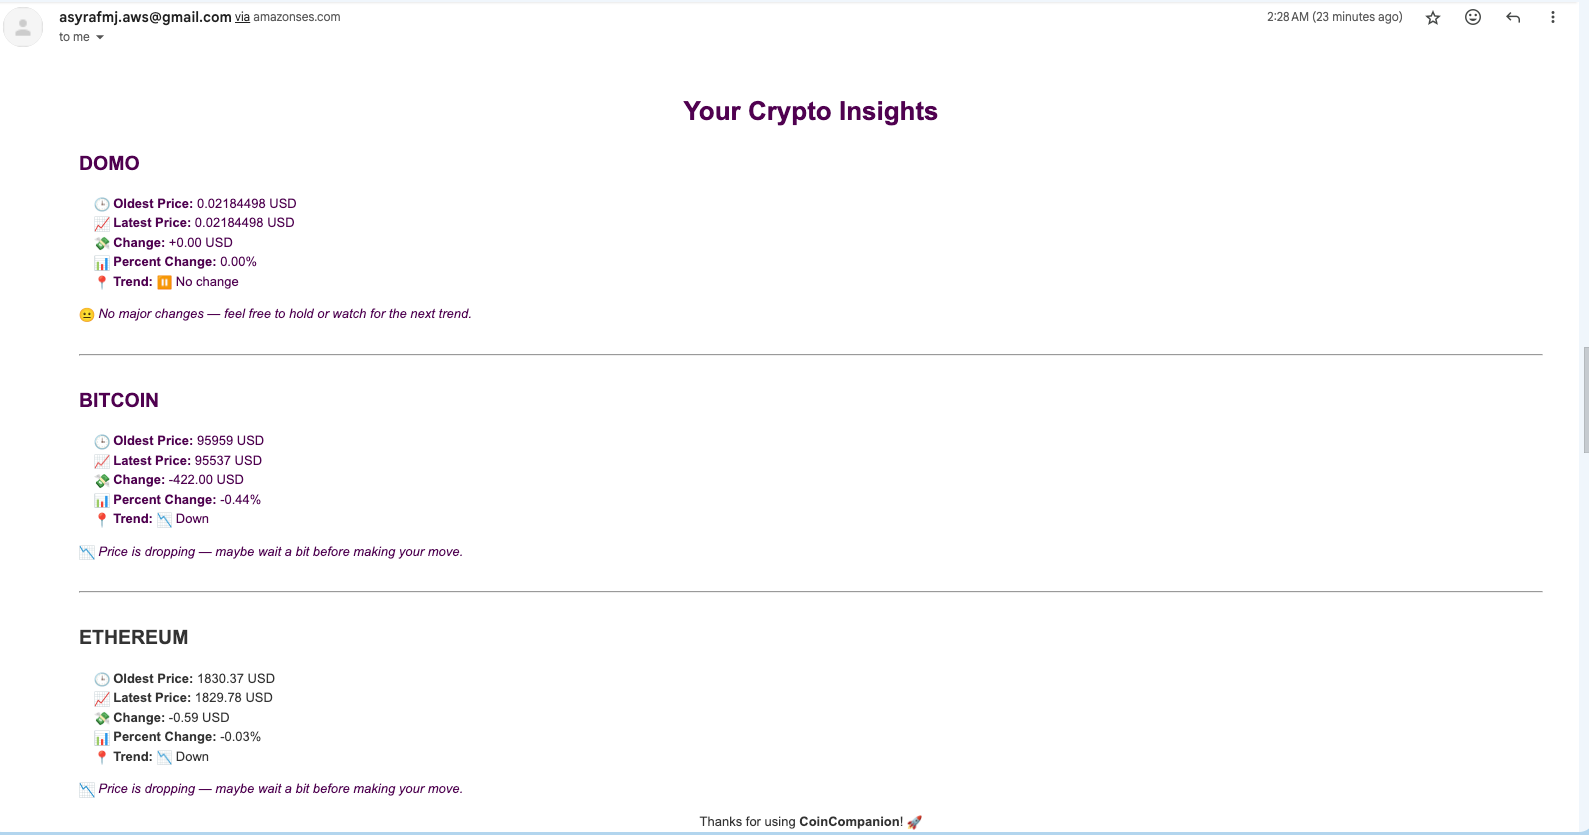 asyrafmj.aws@gmail.com via amazonses.com
2:28 AM (23 minutes ago)
to me
Your Crypto Insights
DOMO
🕒 Oldest Price: 0.02184498 USD
📈 Latest Price: 0.02184498 USD
💸 Change: +0.00 USD
📊 Percent Change: 0.00%
📍 Trend: ⏸️ No change
😐 No major changes — feel free to hold or watch for the next trend.
BITCOIN
🕒 Oldest Price: 95959 USD
📈 Latest Price: 95537 USD
💸 Change: -422.00 USD
📊 Percent Change: -0.44%
📍 Trend: 📉 Down
📉 Price is dropping — maybe wait a bit before making your move.
ETHEREUM
🕒 Oldest Price: 1830.37 USD
📈 Latest Price: 1829.78 USD
💸 Change: -0.59 USD
📊 Percent Change: -0.03%
📍 Trend: 📉 Down
📉 Price is dropping — maybe wait a bit before making your move.
Thanks for using CoinCompanion! 🚀